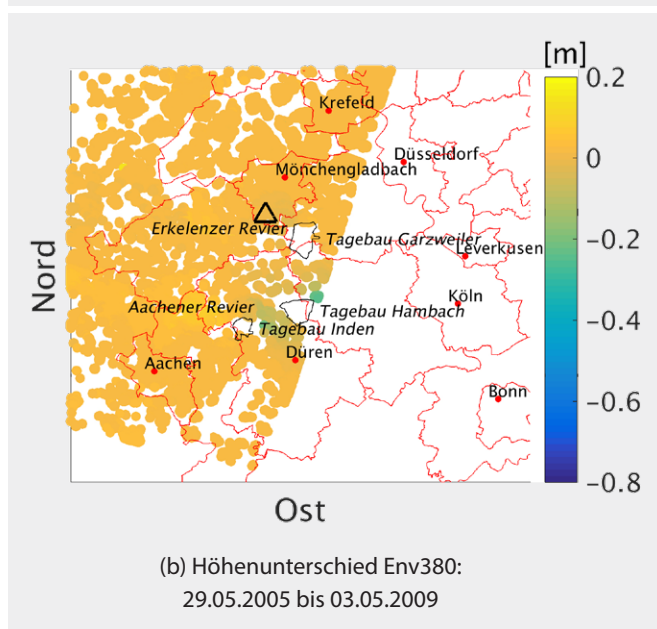 [m]
0.2
Krefeld
0
Düsseldorf
Mönchengladbach
Erkelenzer Revier
Tagebau Garzweiler
-0.2
Leverkusen
Nord
Köln
Aachener Revier
Tagebau Hambach
Tagebau Inden
-0.4
Düren
Aachen
Bonn
-0.6
-0.8
Ost
(b) Höhenunterschied Env380:
29.05.2005 bis 03.05.2009